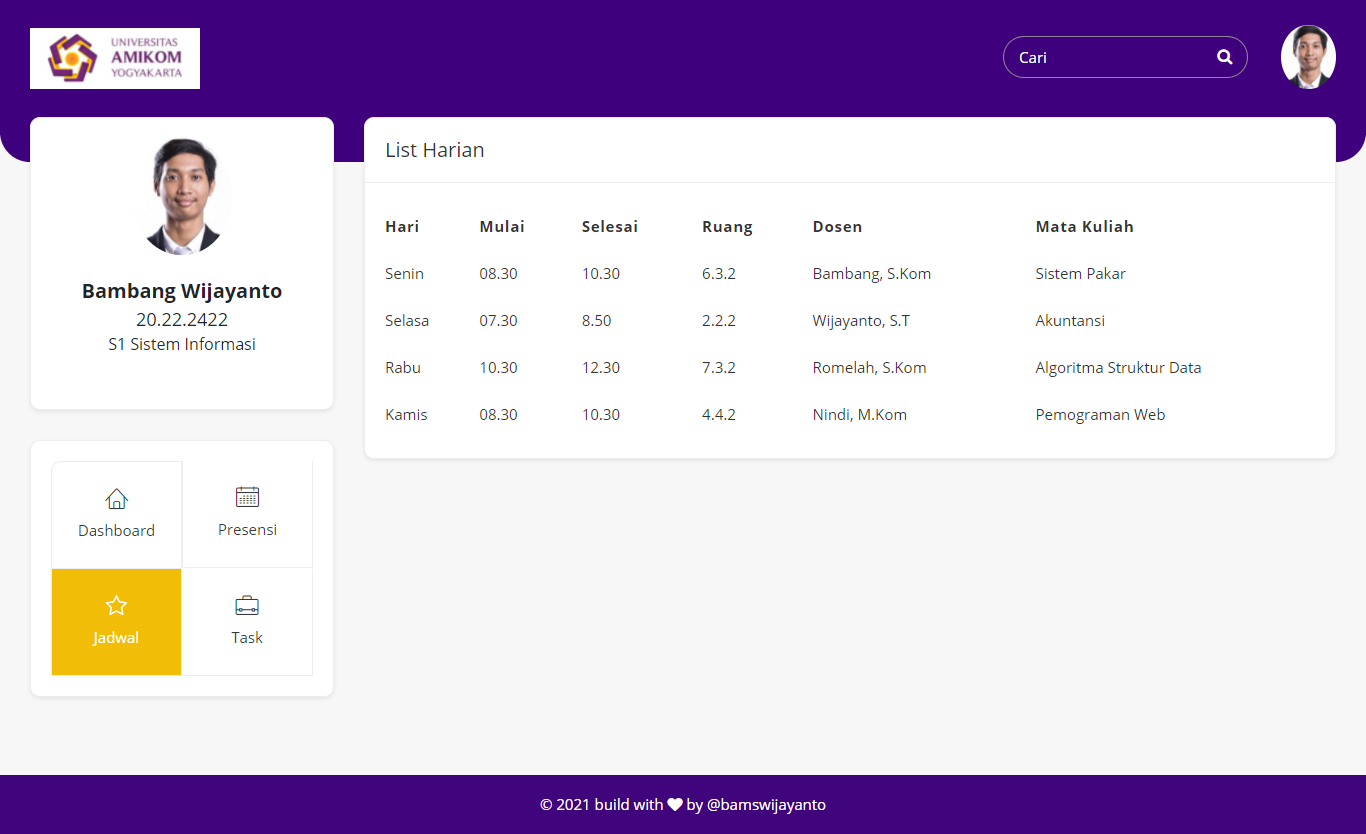 UNIVERSITAS
AMIKOM
YOGYAKARTA
Cari
Bambang Wijayanto
20.22.2422
S1 Sistem Informasi
Dashboard
Presensi
Jadwal
Task
List Harian
Hari Mulai Selesai Ruang Dosen Mata Kuliah
Senin 08.30 10.30 6.3.2 Bambang, S.Kom Sistem Pakar
Selasa 07.30 8.50 2.2.2 Wijayanto, S.T Akuntansi
Rabu 10.30 12.30 7.3.2 Romelah, S.Kom Algoritma Struktur Data
Kamis 08.30 10.30 4.4.2 Nindi, M.Kom Pemograman Web
© 2021 build with ♥ by @bamswijayanto